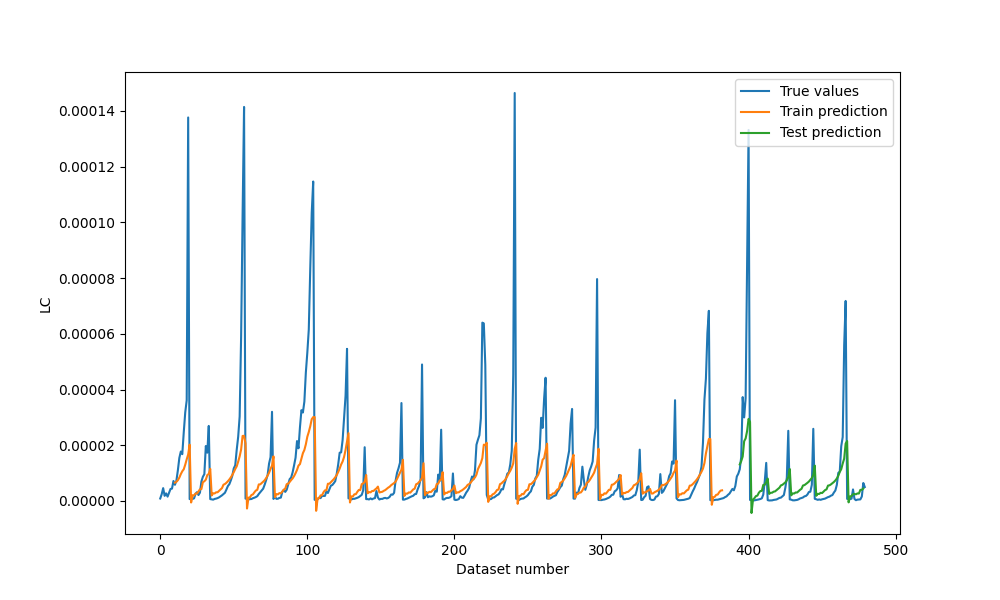 0.00014
0.00012
0.00010
0.00008
0.00006
0.00004
0.00002
0.00000
LC
0
100
200
300
400
500
Dataset number
True values
Train prediction
Test prediction